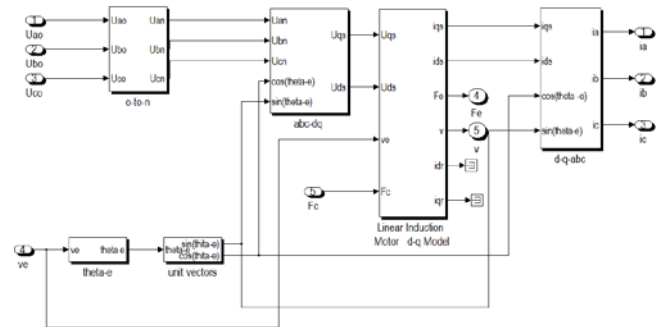 1
Uao
2
Ubo
3
Uco
Uao
Ubo
Uco
Uan
Ubn
Ucn
o-to-n
Uan
Ubn
Ucn
cos(theta-e)
sin(theta-e)
Uqs
Uds
abc-dq
Uqs
Uds
ve
Fc
iqs
ids
Fe
v
idr
iqr
Linear Induction
Motor d-q Model
5
Fc
4
Fe
5
v
iqs
ids
cos(theta -e)
sin(theta-e)
ia
ib
ic
d-q-abc
1
ia
2
ib
3
ic
4
ve
ve
theta-e
theta-e
theta-e
sin(thita-e)
cos(thita-e)
unit vectors